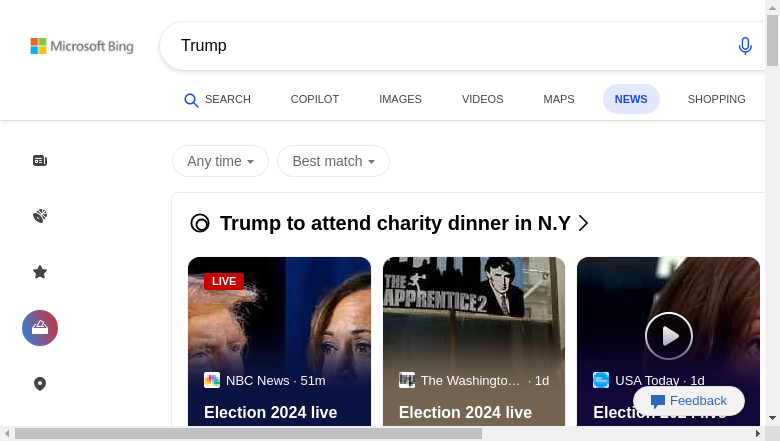 Microsoft Bing
Trump
SEARCH
COPILOT
IMAGES
VIDEOS
MAPS
NEWS
SHOPPING
Any time
Best match
Trump to attend charity dinner in N.Y
LIVE
NBC News · 51m
Election 2024 live
THE
APPRENTICE 2
The Washingto… · 1d
Election 2024 live
USA Today · 1d
Election 2024 live
Feedback